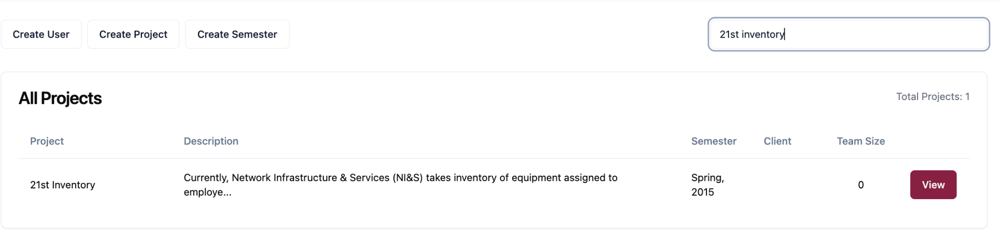 Create User
Create Project
Create Semester
21st inventory
All Projects
Total Projects: 1
Project
Description
Semester
Client
Team Size
21st Inventory
Currently, Network Infrastructure & Services (NI&S) takes inventory of equipment assigned to
employe...
Spring,
2015
0
View